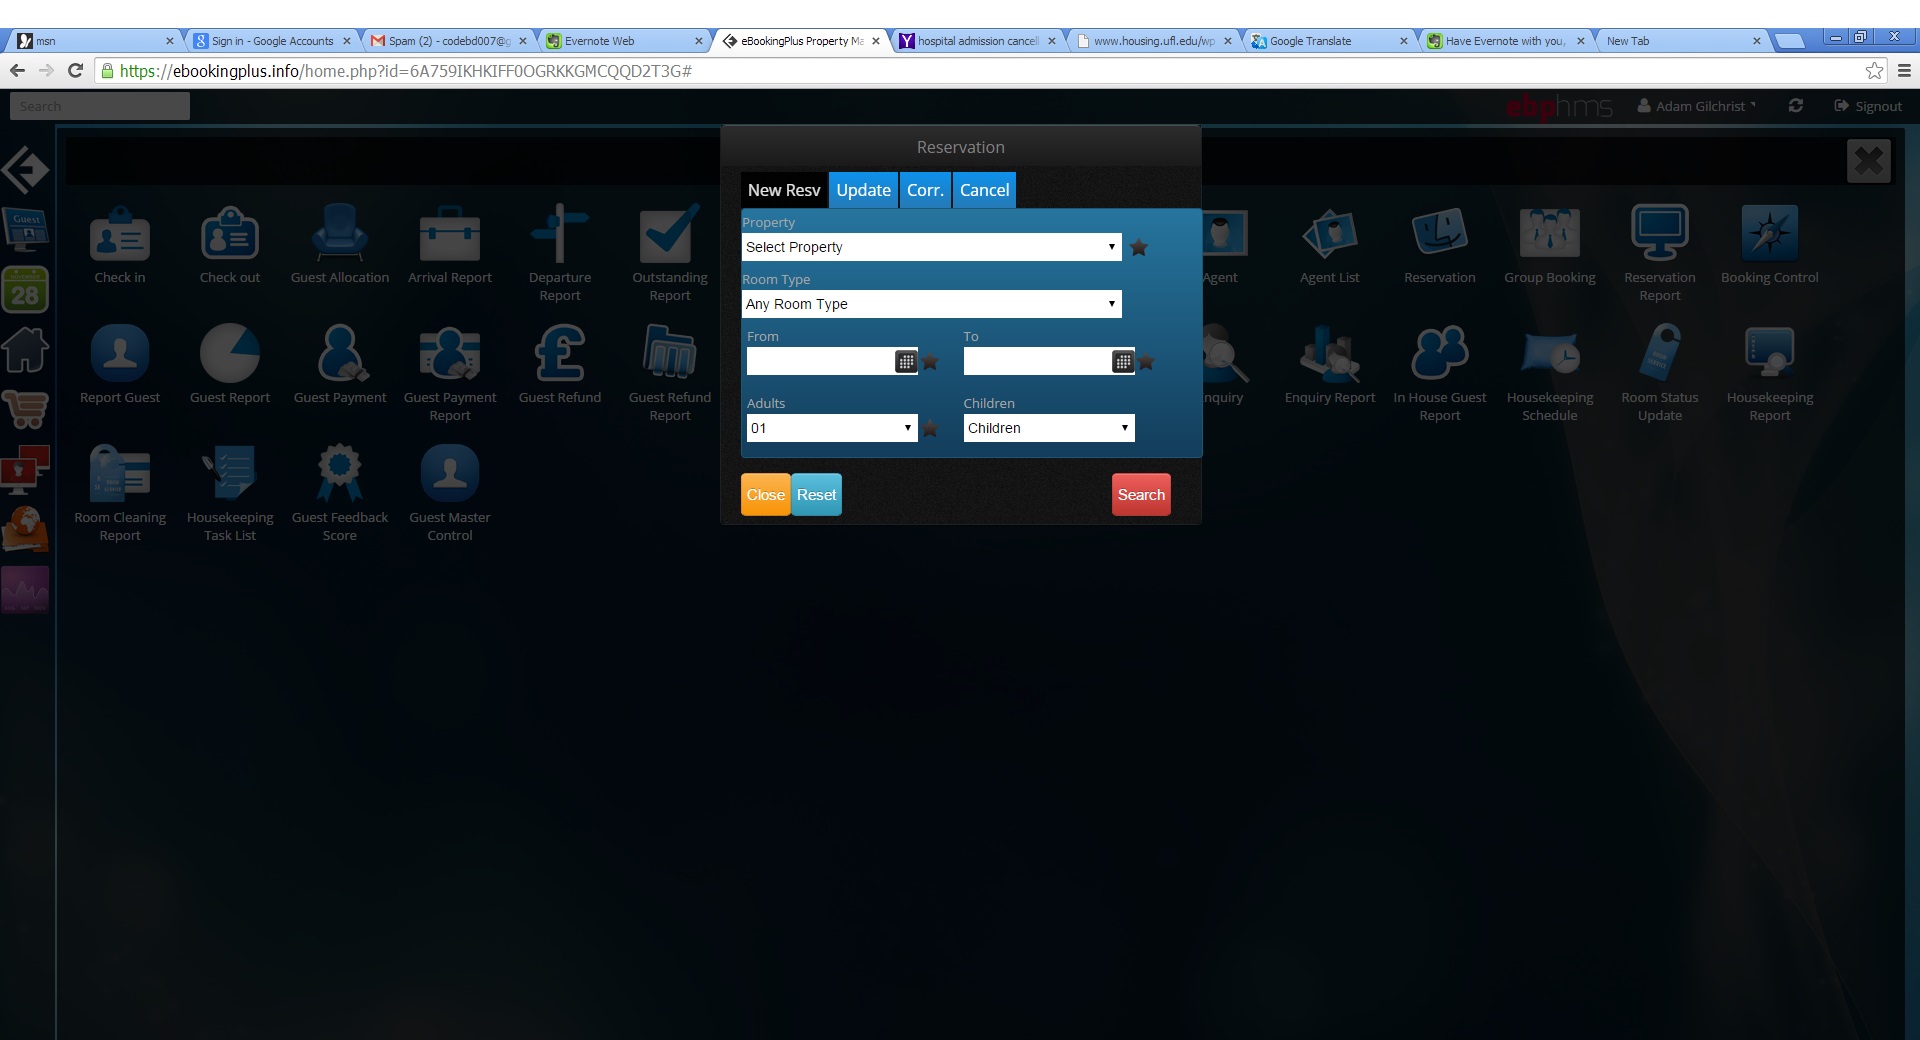 msn
Sign in - Google Accounts
Spam (2) - codebd007@g
Evernote Web
eBookingPlus Property Ma
hospital admission cancell
www.housing.ufl.edu/wp
Google Translate
Have Evernote with you,
New Tab
https://ebookingplus.info/home.php?id=6A759IKHKIFF0OGRKKGMCQQD2T3G#
Search
ebphms
Adam Gilchrist
Signout
Reservation
New Resv
Update
Corr.
Cancel
Property
Select Property
Room Type
Any Room Type
From
To
Adults
Children
01
Children
Close
Reset
Search
Guest
NOVEMBER
28
Check in
Check out
Guest Allocation
Arrival Report
Departure
Report
Outstanding
Report
Agent
Agent List
Reservation
Group Booking
Reservation
Report
Booking Control
Report Guest
Guest Report
Guest Payment
Guest Payment
Report
Guest Refund
Guest Refund
Report
nquiry
Enquiry Report
In House Guest
Report
Housekeeping
Schedule
Room Status
Update
Housekeeping
Report
Room Cleaning
Report
Housekeeping
Task List
Guest Feedback
Score
Guest Master
Control